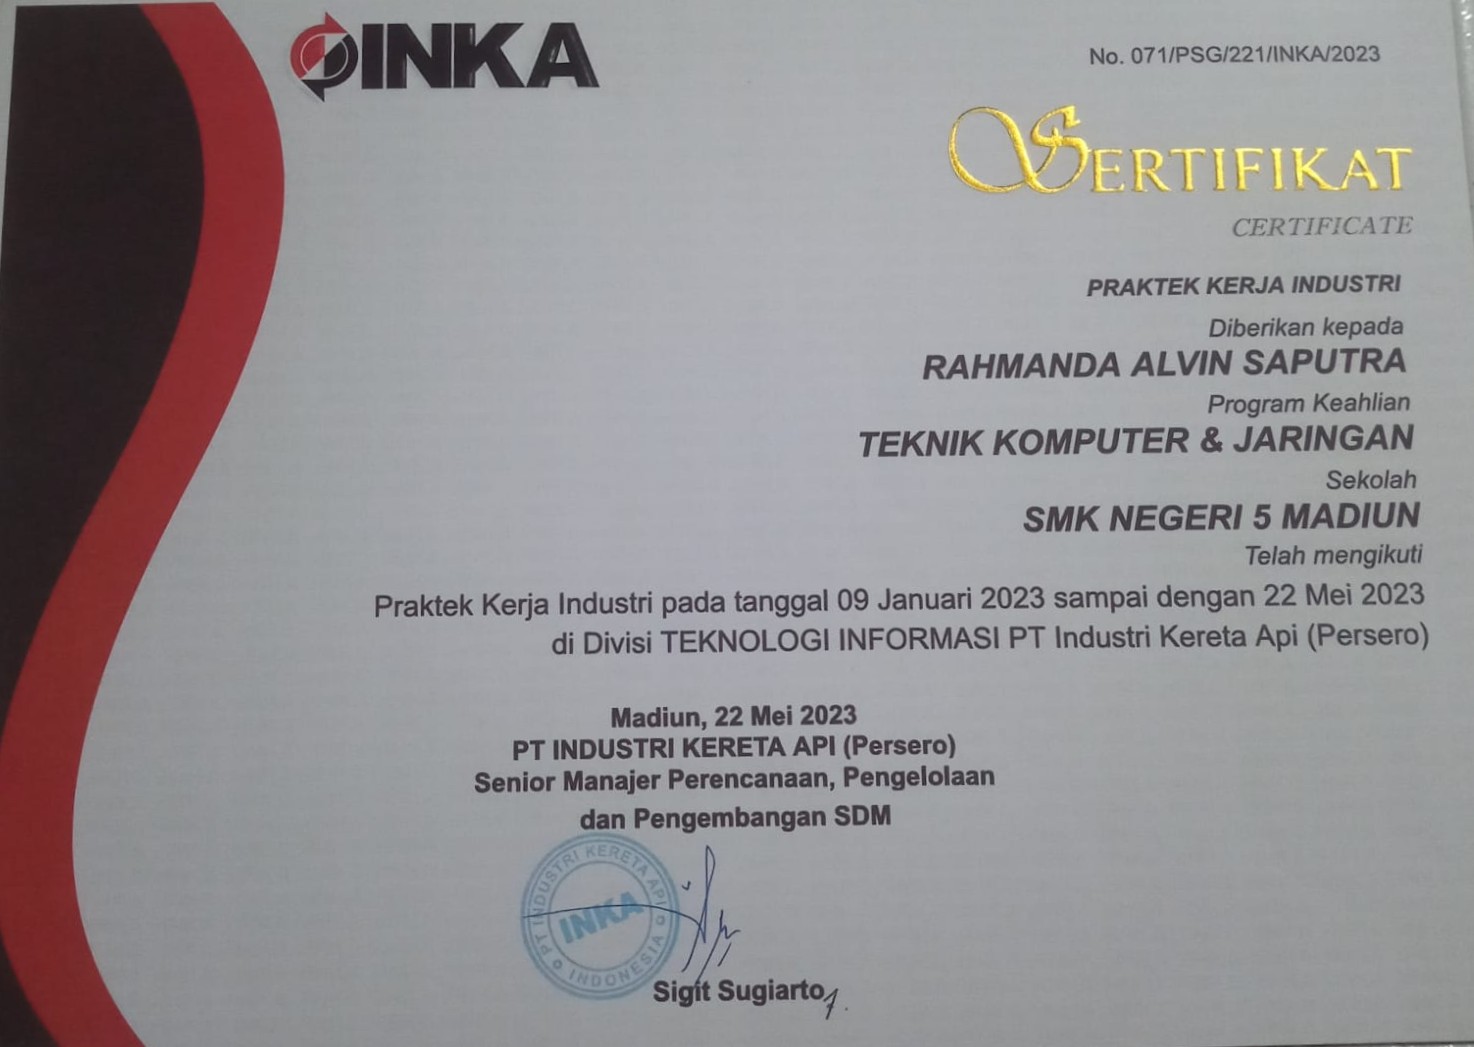 INKA
No. 071/PSG/221/INKA/2023
SERTIFIKAT
CERTIFICATE
PRAKTEK KERJA INDUSTRI
Diberikan kepada
RAHMANDA ALVIN SAPUTRA
Program Keahlian
TEKNIK KOMPUTER & JARINGAN
Sekolah
SMK NEGERI 5 MADIUN
Telah mengikuti
Praktek Kerja Industri pada tanggal 09 Januari 2023 sampai dengan 22 Mei 2023
di Divisi TEKNOLOGI INFORMASI PT Industri Kereta Api (Persero)
Madiun, 22 Mei 2023
PT INDUSTRI KERETA API (Persero)
Senior Manajer Perencanaan, Pengelolaan
dan Pengembangan SDM
PT INDUSTRI KERETA API
INKA
INDONESIA
Sigit Sugiarto